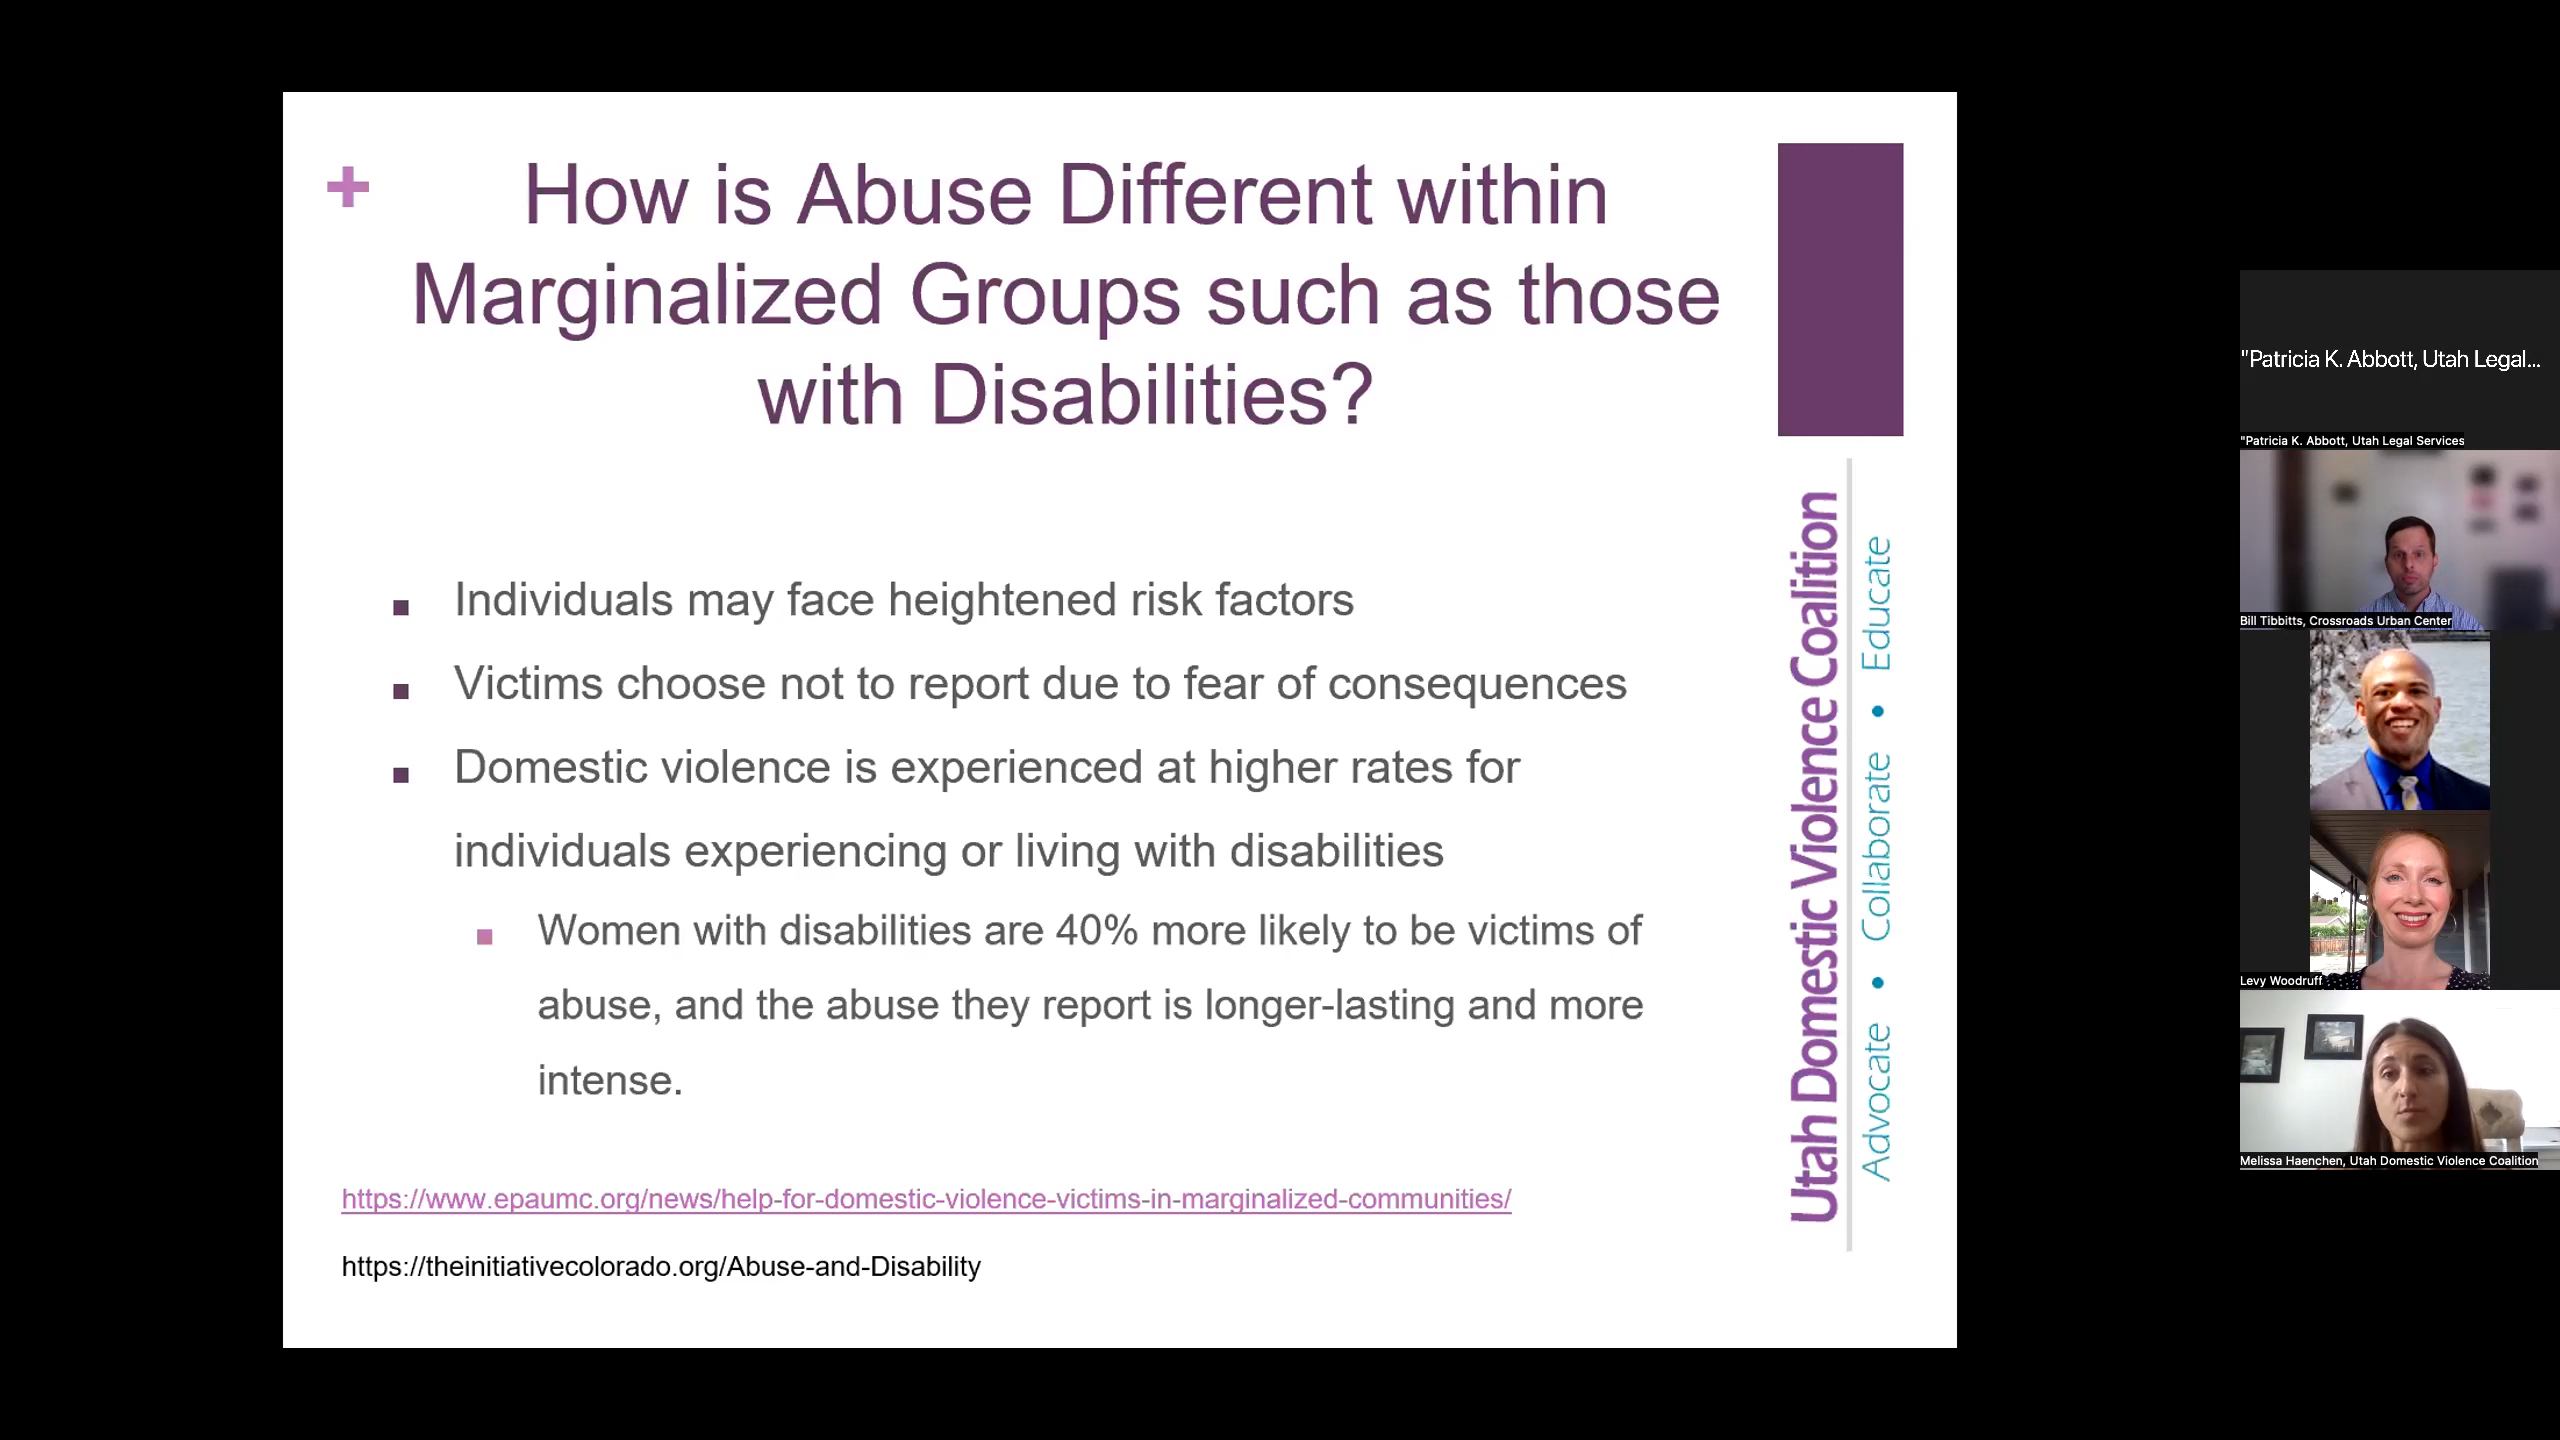 +
How is Abuse Different within
Marginalized Groups such as those
with Disabilities?
Individuals may face heightened risk factors
Victims choose not to report due to fear of consequences
Domestic violence is experienced at higher rates for
individuals experiencing or living with disabilities
Women with disabilities are 40% more likely to be victims of
abuse, and the abuse they report is longer-lasting and more
intense.
https://www.epaumc.org/news/help-for-domestic-violence-victims-in-marginalized-communities/
https://theinitiativecolorado.org/Abuse-and-Disability
Utah Domestic Violence Coalition
Advocate • Collaborate • Educate
"Patricia K. Abbott, Utah Legal...
"Patricia K. Abbott, Utah Legal Services
Bill Tibbitts, Crossroads Urban Center
Levy Woodruff
Melissa Haenchen, Utah Domestic Violence Coalition